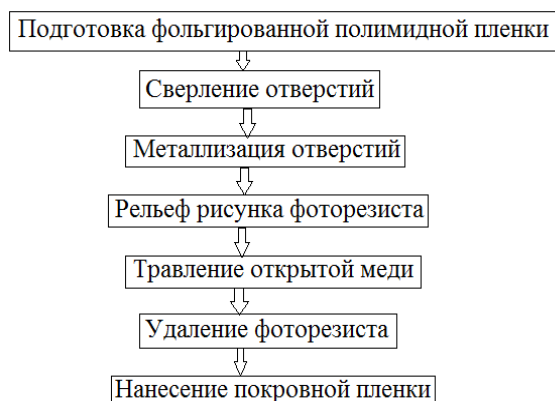 Подготовка фольгированной полимидной пленки
Сверление отверстий
Металлизация отверстий
Рельеф рисунка фоторезиста
Травление открытой меди
Удаление фоторезиста
Нанесение покровной пленки